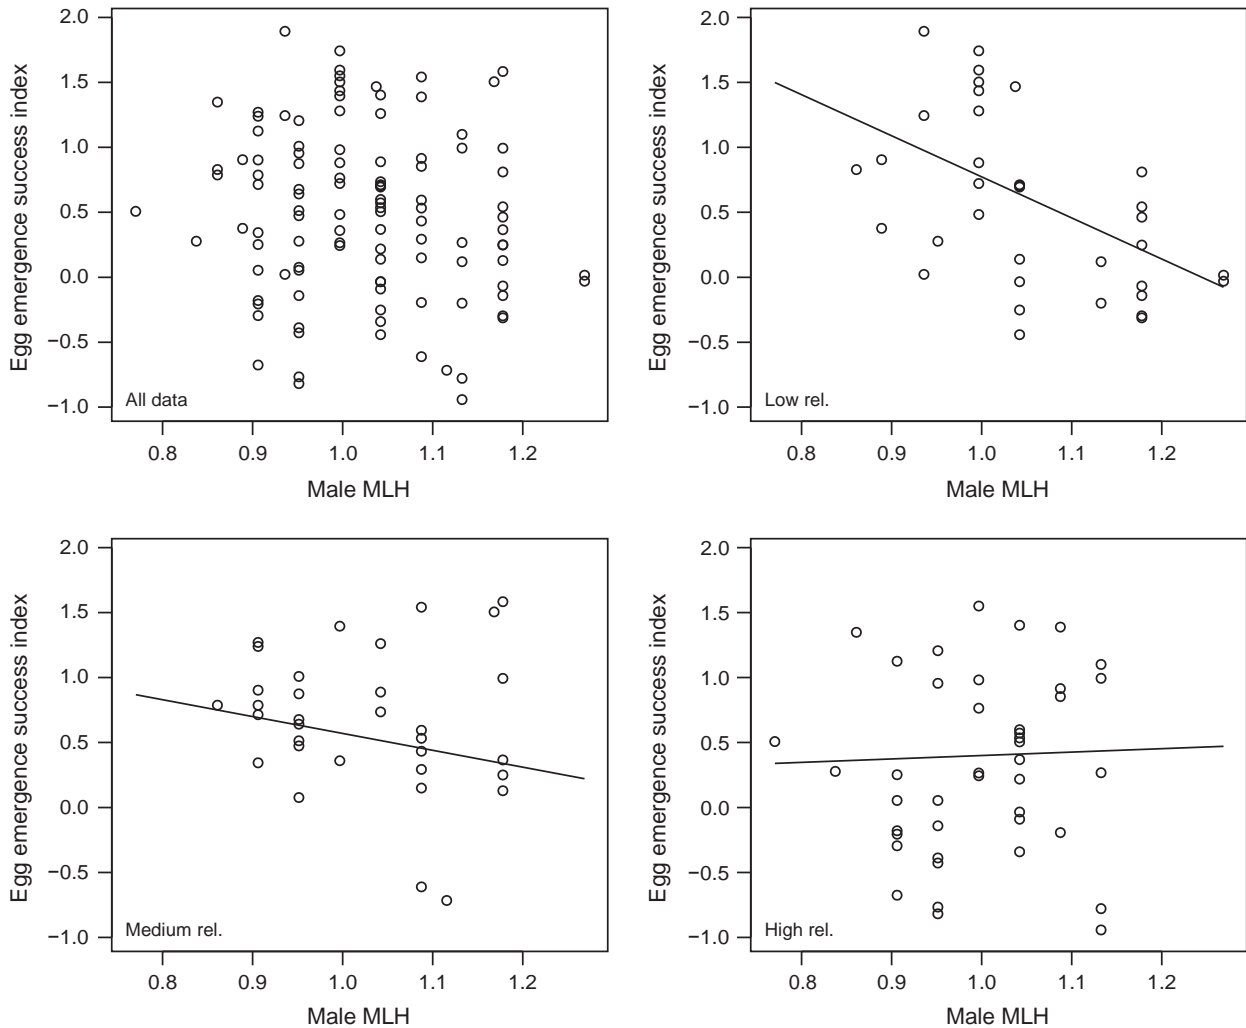 2.0
1.5
1.0
0.5
0.0
−0.5
−1.0
Egg emergence success index
All data
0.8 0.9 1.0 1.1 1.2
Male MLH
2.0
1.5
1.0
0.5
0.0
−0.5
−1.0
Egg emergence success index
Low rel.
0.8 0.9 1.0 1.1 1.2
Male MLH
2.0
1.5
1.0
0.5
0.0
−0.5
−1.0
Egg emergence success index
Medium rel.
0.8 0.9 1.0 1.1 1.2
Male MLH
2.0
1.5
1.0
0.5
0.0
−0.5
−1.0
Egg emergence success index
High rel.
0.8 0.9 1.0 1.1 1.2
Male MLH